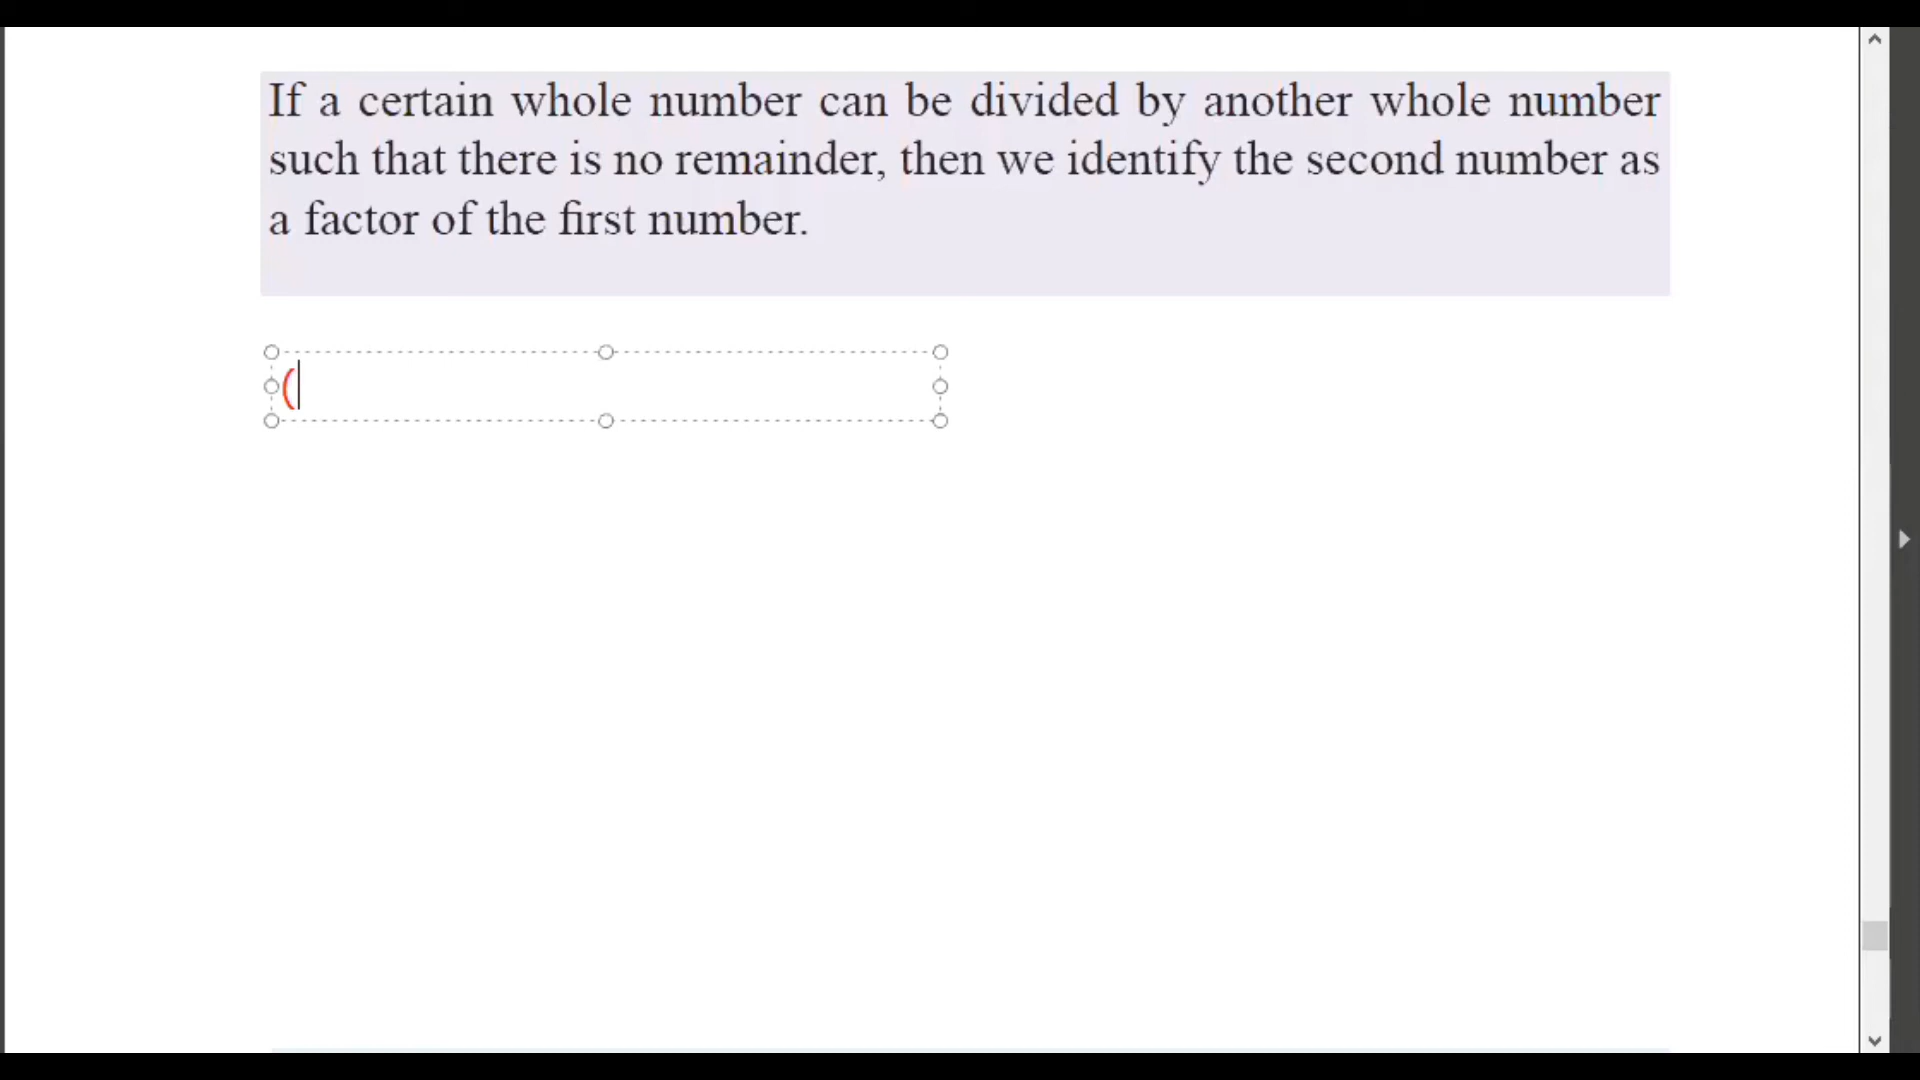 If a certain whole number can be divided by another whole number
such that there is no remainder, then we identify the second number as
a factor of the first number.
(